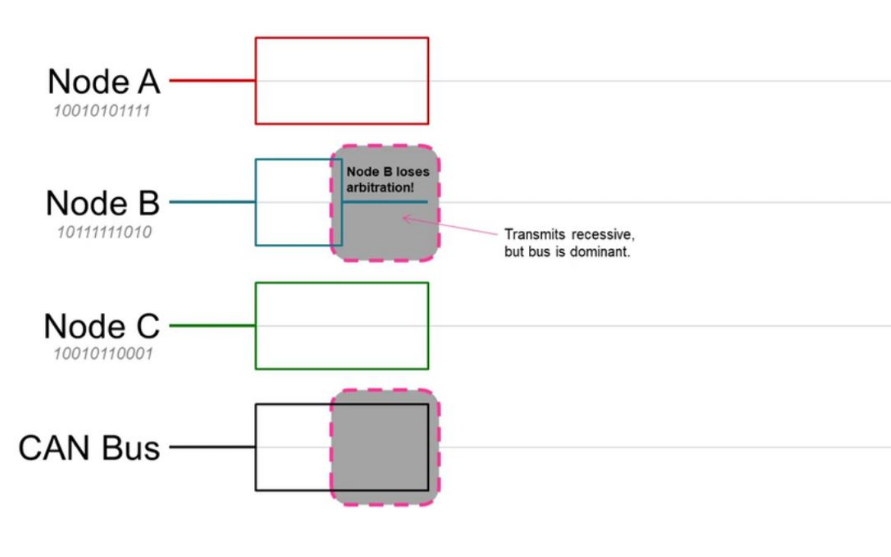 Node A
10010101111
Node B loses
arbitration!
Node B
10111111010
Transmits recessive,
but bus is dominant.
Node C
10010110001
CAN Bus